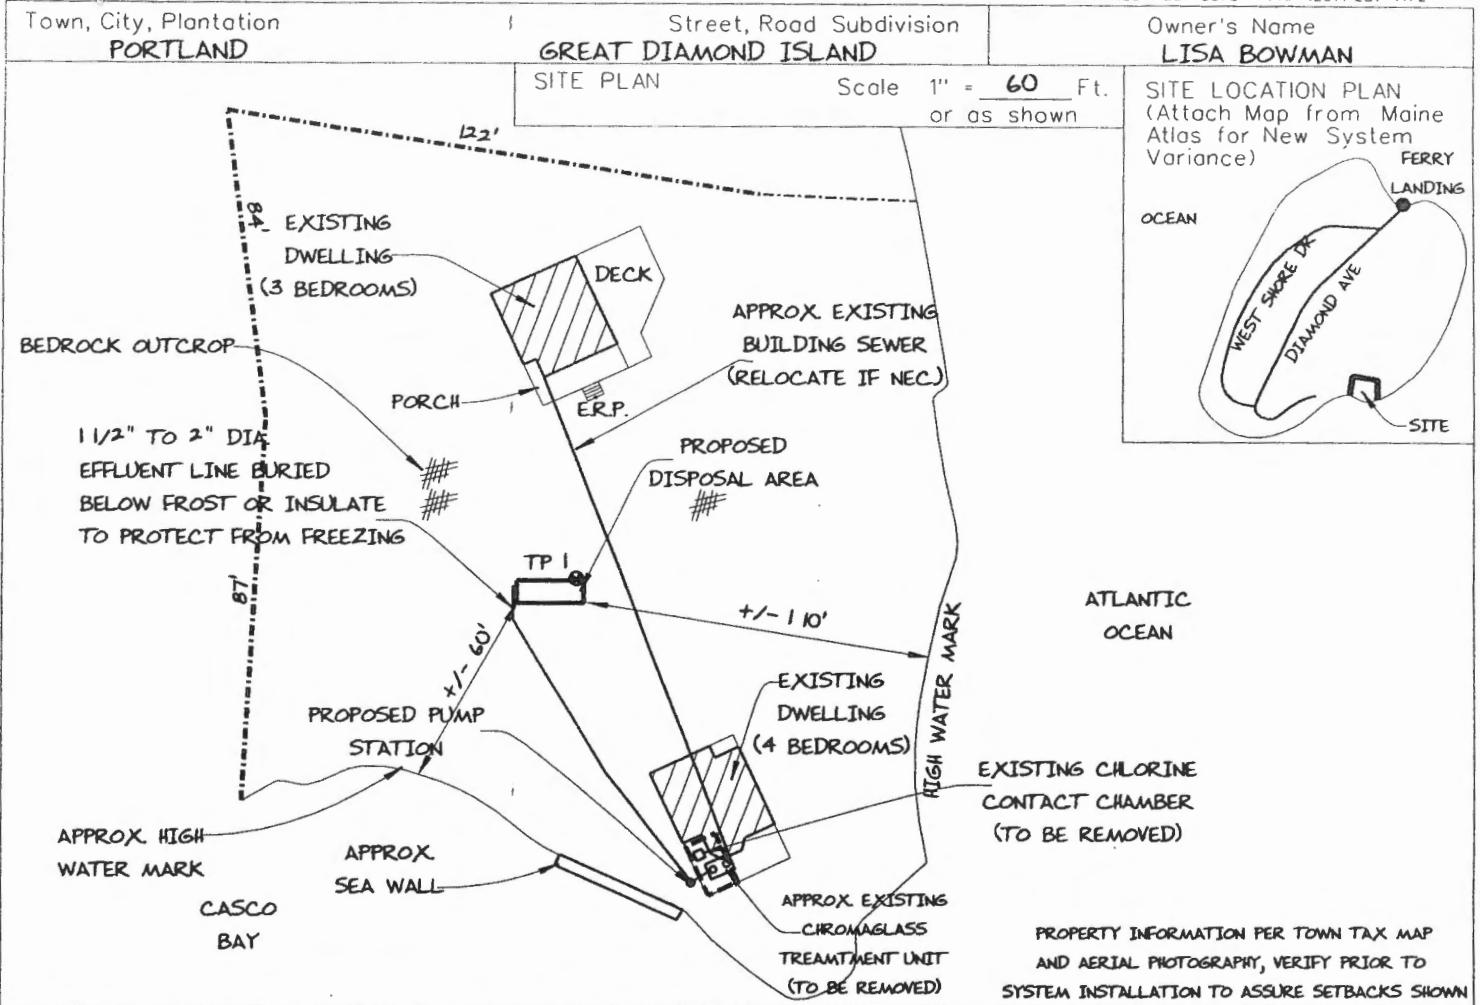 Town, City, Plantation
PORTLAND
Street, Road Subdivision
GREAT DIAMOND ISLAND
Owner's Name
LISA BOWMAN
SITE PLAN
Scale 1" = 60 Ft.
or as shown
SITE LOCATION PLAN
(Attach Map from Maine
Atlas for New System
Variance)
FERRY
LANDING
OCEAN
WEST SHORE DR
DIAMOND AVE
SITE
122'
84'
EXISTING
DWELLING
(3 BEDROOMS)
DECK
BEDROCK OUTCROP
PORCH
E.R.P.
APPROX. EXISTING
BUILDING SEWER
(RELOCATE IF NEC.)
1 1/2" TO 2" DIA.
EFFLUENT LINE BURIED
BELOW FROST OR INSULATE
TO PROTECT FROM FREEZING
PROPOSED
DISPOSAL AREA
TP 1
87'
+/- 60'
+/- 110'
HIGH WATER MARK
ATLANTIC
OCEAN
PROPOSED PUMP
STATION
EXISTING
DWELLING
(4 BEDROOMS)
EXISTING CHLORINE
CONTACT CHAMBER
(TO BE REMOVED)
APPROX. HIGH
WATER MARK
APPROX.
SEA WALL
CASCO
BAY
APPROX. EXISTING
CHROMAGLASS
TREAMTMENT UNIT
(TO BE REMOVED)
PROPERTY INFORMATION PER TOWN TAX MAP
AND AERIAL PHOTOGRAPHY, VERIFY PRIOR TO
SYSTEM INSTALLATION TO ASSURE SETBACKS SHOWN